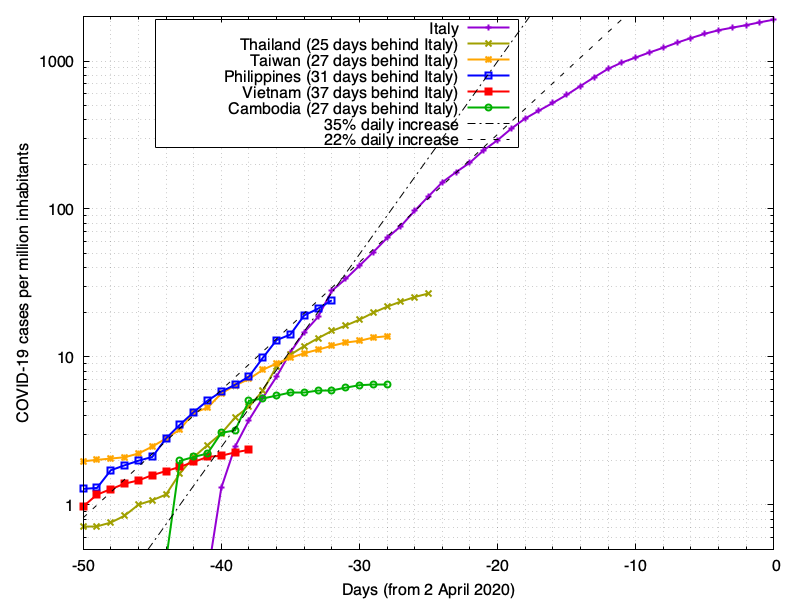 Italy
Thailand (25 days behind Italy)
Taiwan (27 days behind Italy)
Philippines (31 days behind Italy)
Vietnam (37 days behind Italy)
Cambodia (27 days behind Italy)
35% daily increase
22% daily increase
1000
100
10
1
COVID-19 cases per million inhabitants
-50 -40 -30 -20 -10 0
Days (from 2 April 2020)